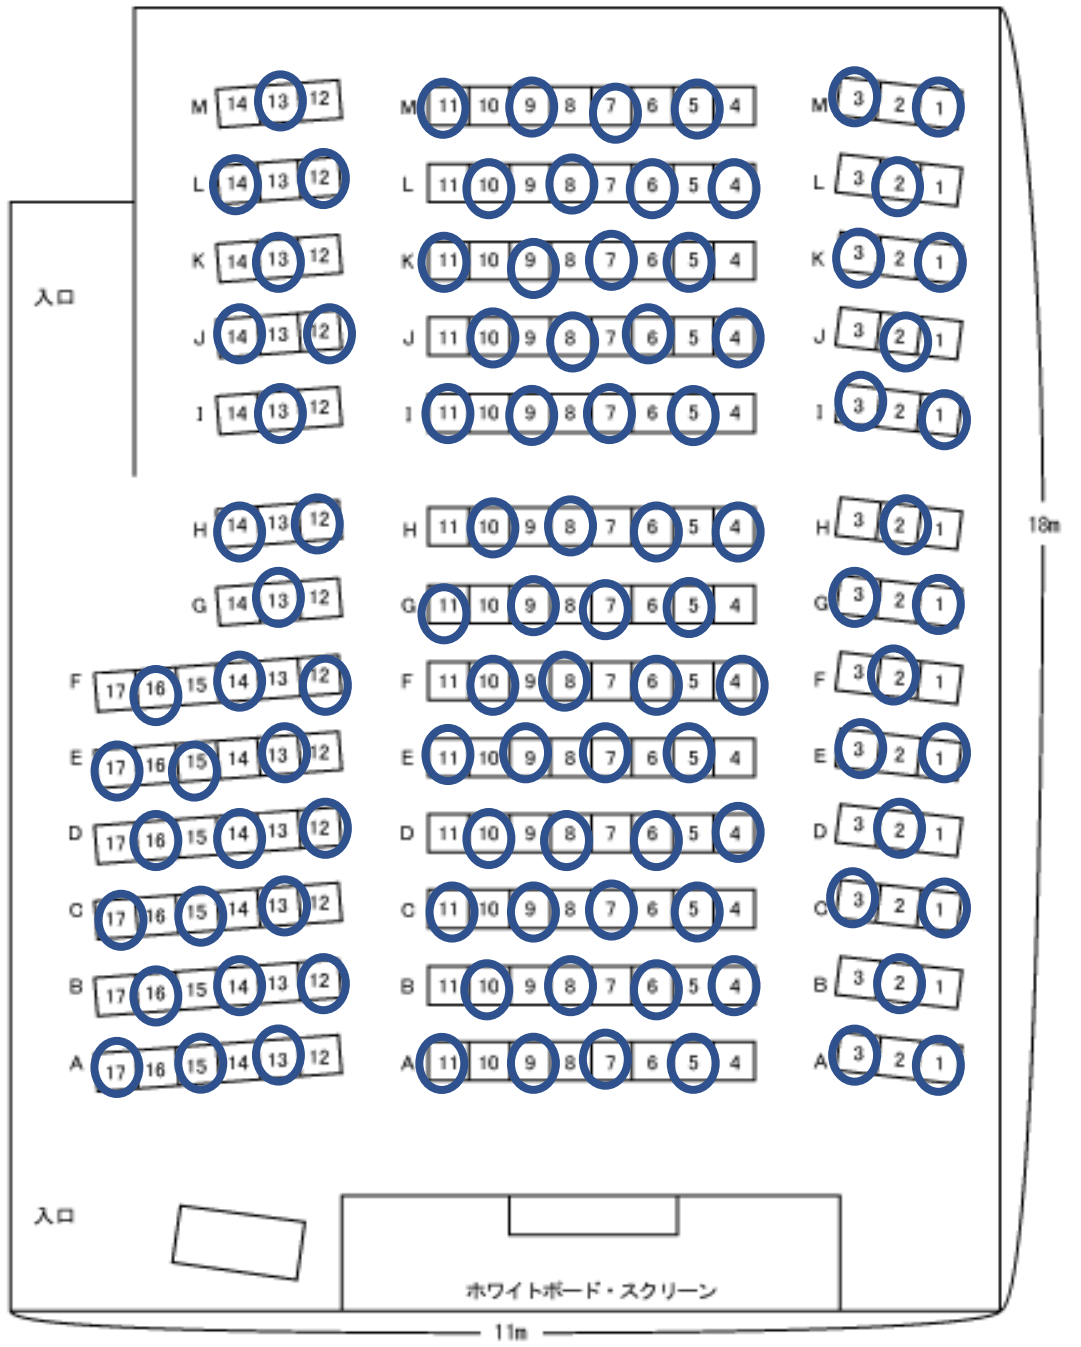 M 14 13 12 M 11 10 9 8 7 6 5 4 M 3 2 1
L 14 13 12 L 11 10 9 8 7 6 5 4 L 3 2 1
K 14 13 12 K 11 10 9 8 7 6 5 4 K 3 2 1
入口
J 14 13 12 J 11 10 9 8 7 6 5 4 J 3 2 1
I 14 13 12 I 11 10 9 8 7 6 5 4 I 3 2 1
H 14 13 12 H 11 10 9 8 7 6 5 4 H 3 2 1
18m
G 14 13 12 G 11 10 9 8 7 6 5 4 G 3 2 1
F 17 16 15 14 13 12 F 11 10 9 8 7 6 5 4 F 3 2 1
E 17 16 15 14 13 12 E 11 10 9 8 7 6 5 4 E 3 2 1
D 17 16 15 14 13 12 D 11 10 9 8 7 6 5 4 D 3 2 1
C 17 16 15 14 13 12 C 11 10 9 8 7 6 5 4 C 3 2 1
B 17 16 15 14 13 12 B 11 10 9 8 7 6 5 4 B 3 2 1
A 17 16 15 14 13 12 A 11 10 9 8 7 6 5 4 A 3 2 1
入口
ホワイトボード・スクリーン
11m